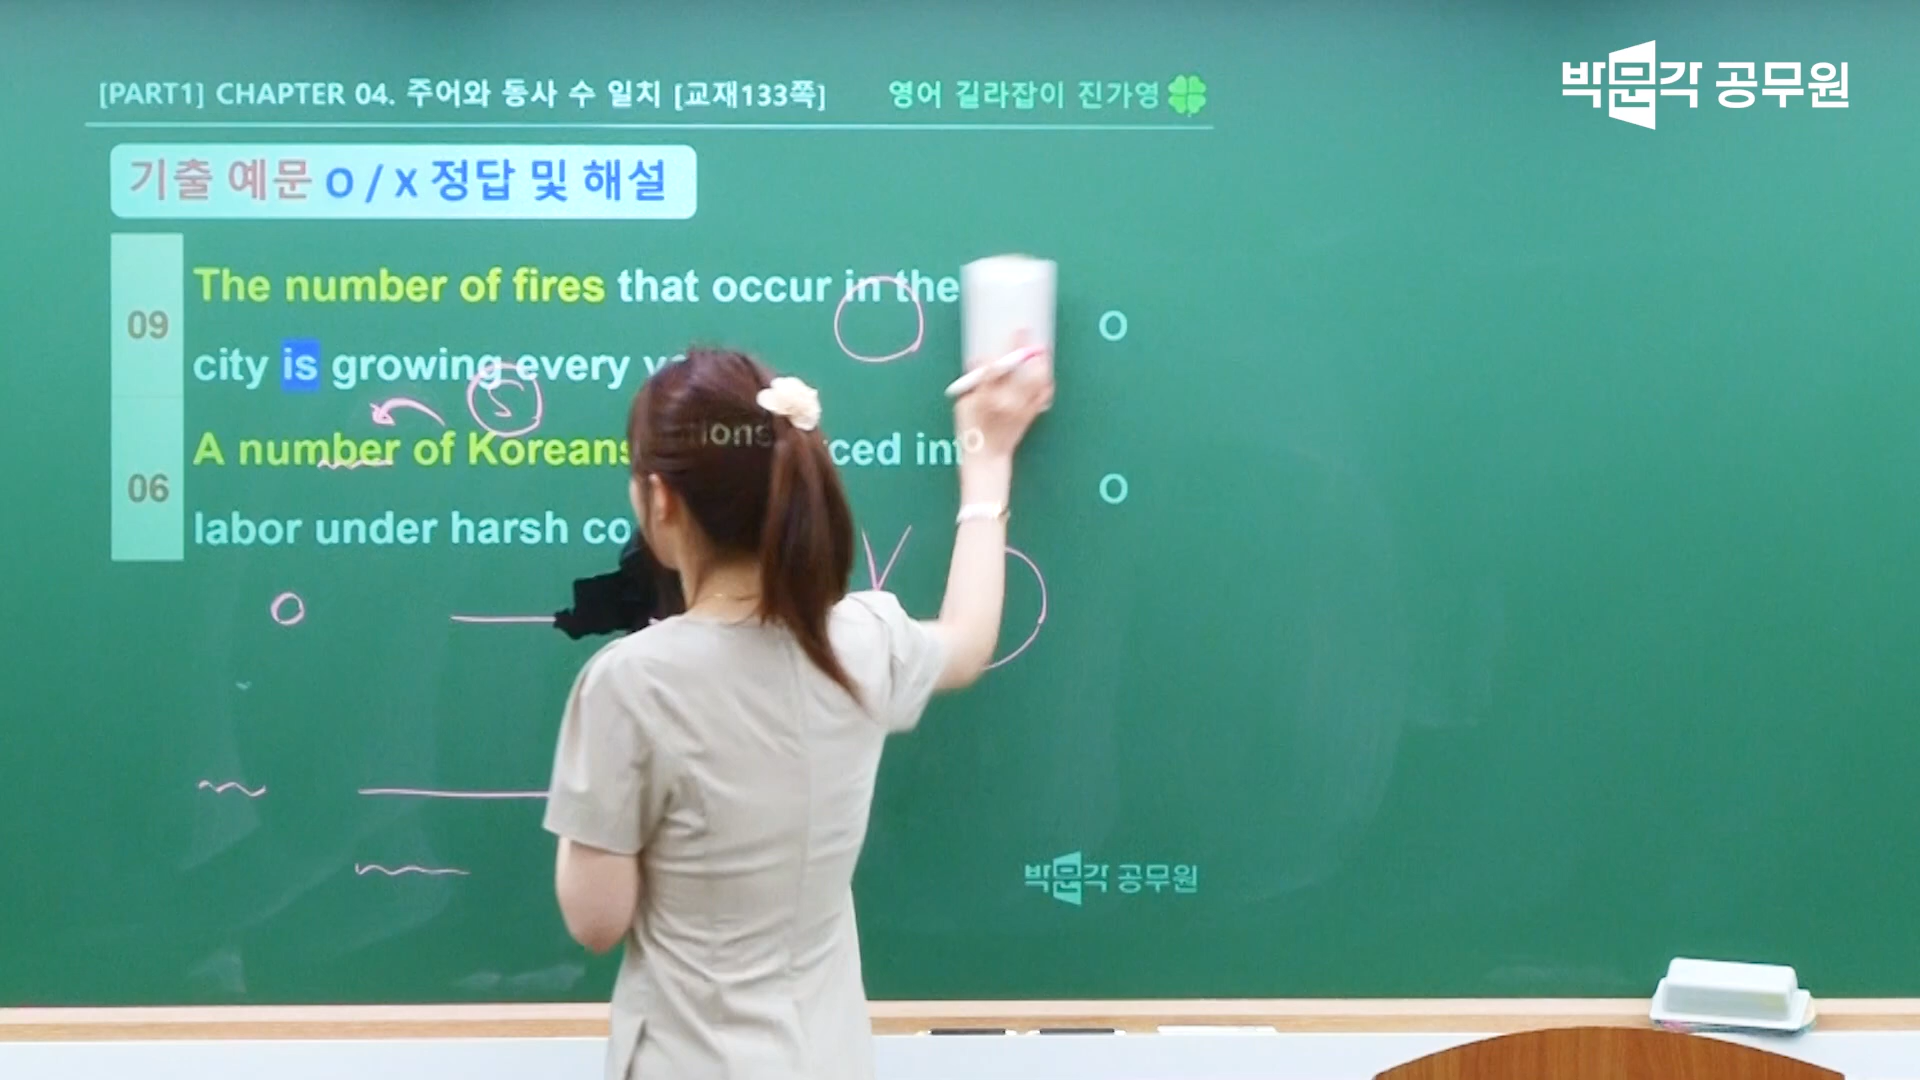 박문각 공무원
[PART1] CHAPTER 04. 주어와 동사 수 일치 [교재133쪽]
영어 길라잡이 진가영
기출 예문 O / X 정답 및 해설
09
The number of fires that occur in the
city is growing every
O
5
06
A number of Koreans into
labor under harsh
O
박문각 공무원